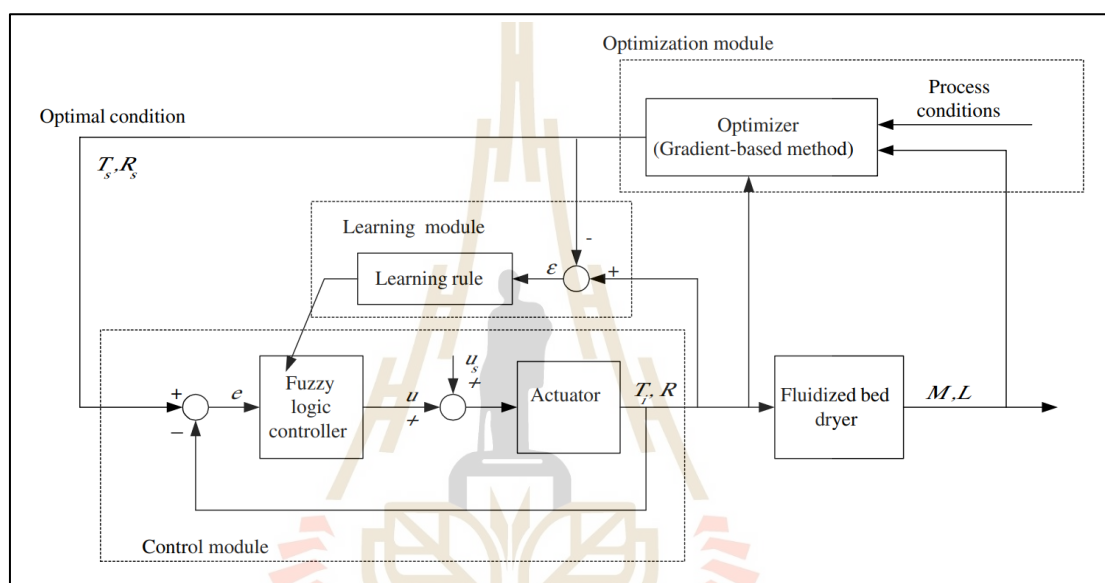 Optimization module
Process
conditions
Optimal condition
Optimizer
(Gradient-based method)
T_s, R_s
Learning module
-
Learning rule
ε
+
u_s
+
+
e
Fuzzy
logic
controller
u
+
Actuator
T_i, R
Fluidized bed
dryer
M, L
−
Control module